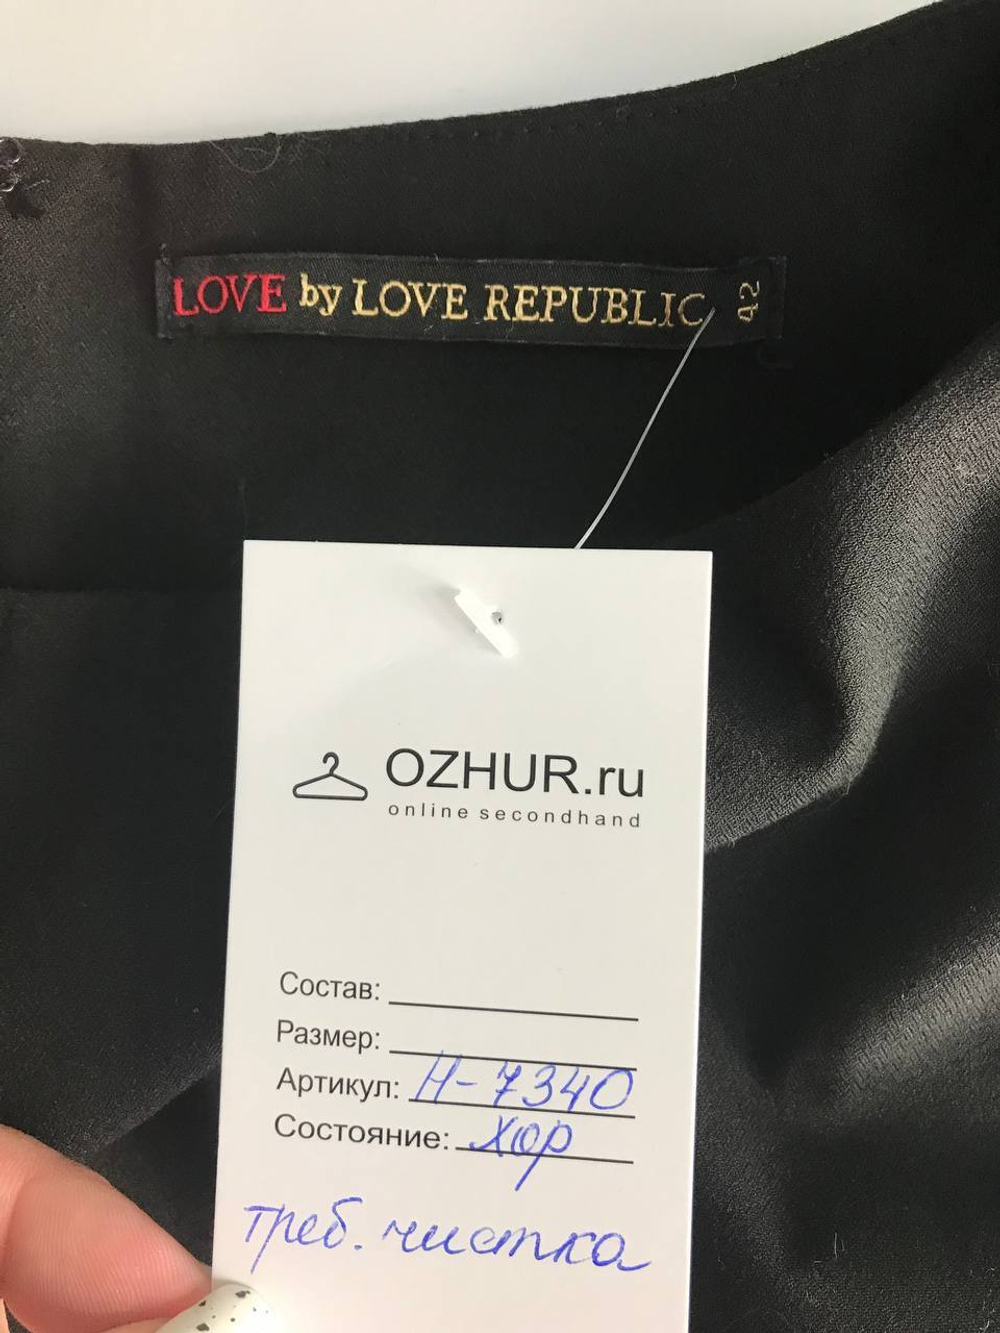 LOVE by LOVE REPUBLIC 42
OZHUR.ru
online secondhand
Состав:
Размер:
Артикул: Н-7340
Состояние: хор
треб. чистка